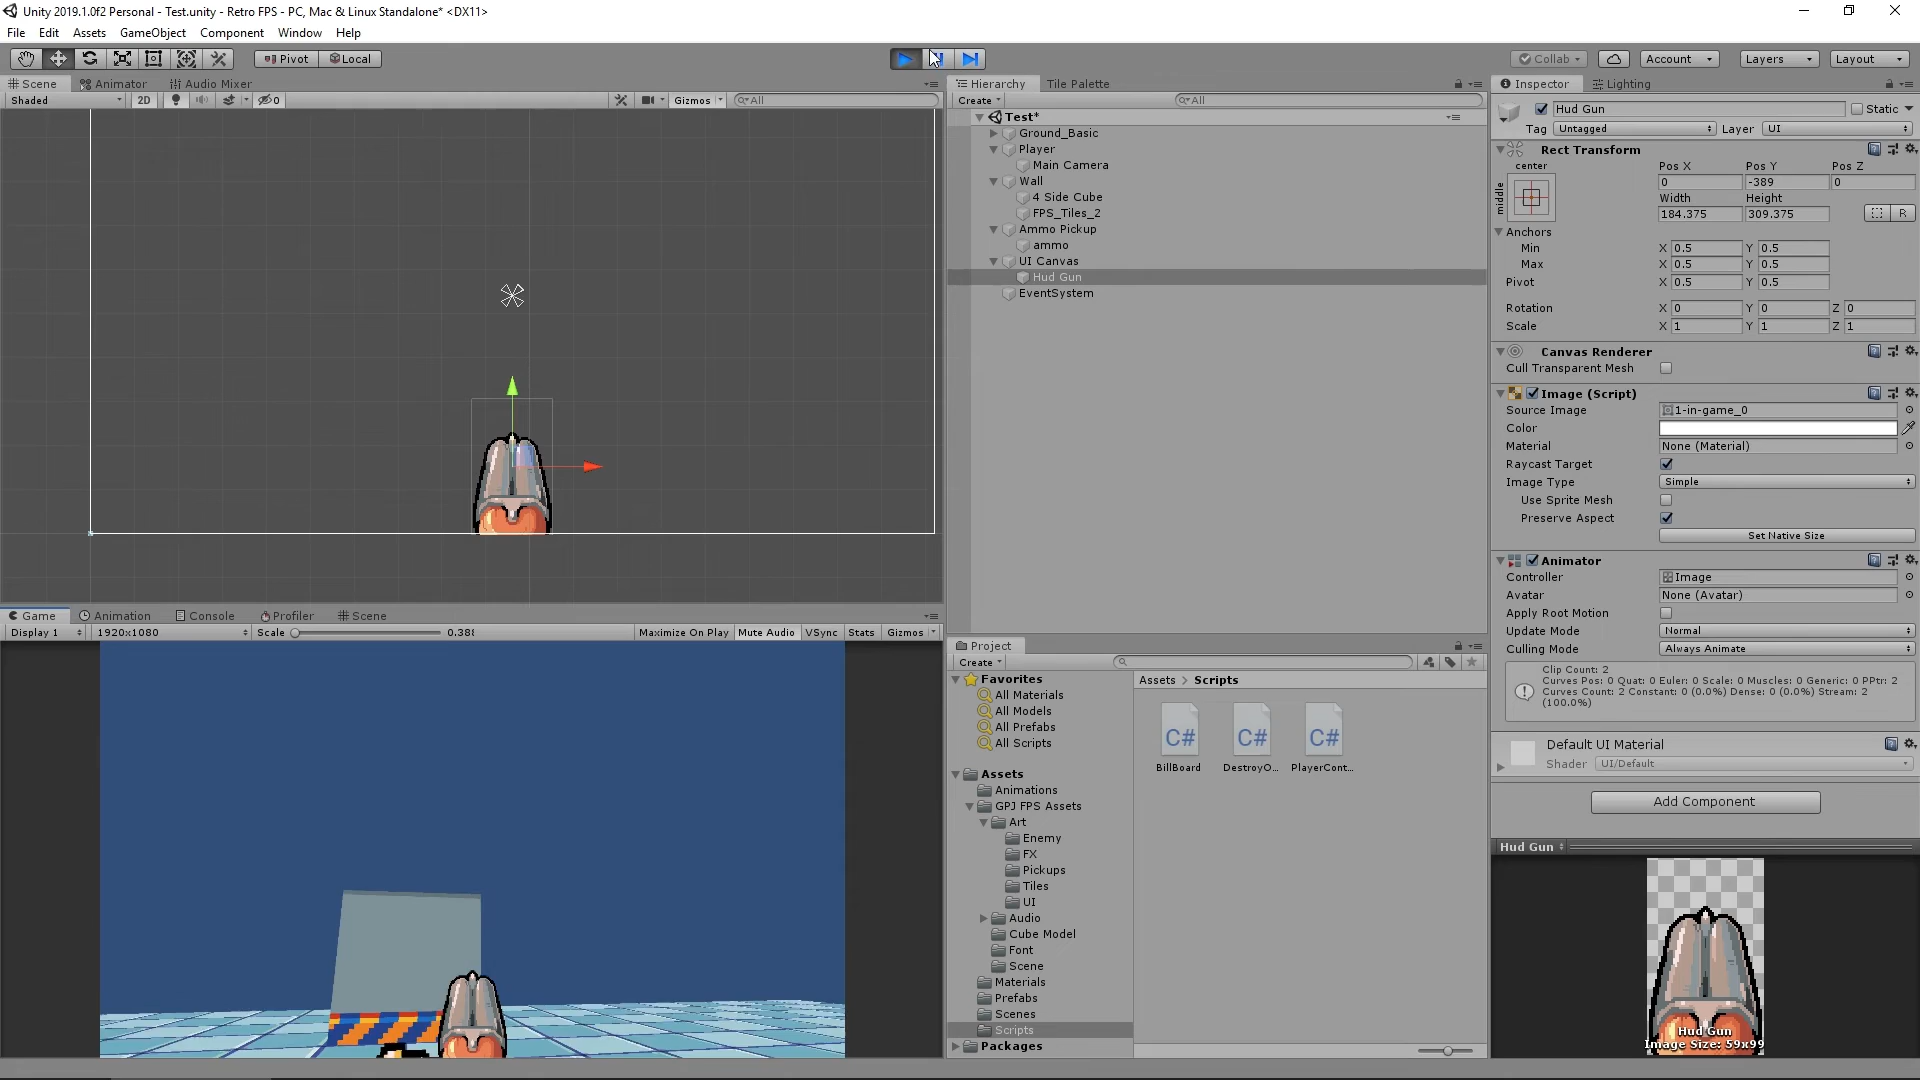 Unity 2019.1.0f2 Personal - Test.unity - Retro FPS - PC, Mac & Linux Standalone* <DX11>
File Edit Assets GameObject Component Window Help
Pivot Local Collab Account Layers Layout
Scene Animator Audio Mixer
Shaded 2D 0 Gizmos All
Hierarchy Tile Palette
Create All
Test*
Ground_Basic
Player
Main Camera
Wall
4 Side Cube
FPS_Tiles_2
Ammo Pickup
ammo
UI Canvas
Hud Gun
EventSystem
Inspector Lighting
Hud Gun Static
Tag Untagged Layer UI
Rect Transform
center Pos X Pos Y Pos Z
middle 0 -389 0
Width Height
184.375 309.375 R
Anchors
Min X 0.5 Y 0.5
Max X 0.5 Y 0.5
Pivot X 0.5 Y 0.5
Rotation X 0 Y 0 Z 0
Scale X 1 Y 1 Z 1
Canvas Renderer
Cull Transparent Mesh
Image (Script)
Source Image 1-in-game_0
Color
Material None (Material)
Raycast Target
Image Type Simple
Use Sprite Mesh
Preserve Aspect
Set Native Size
Animator
Controller Image
Avatar None (Avatar)
Apply Root Motion
Update Mode Normal
Culling Mode Always Animate
Clip Count: 2
Curves Pos: 0 Quat: 0 Euler: 0 Scale: 0 Muscles: 0 Generic: 0 PPtr: 2
Curves Count: 2 Constant: 0 (0.0%) Dense: 0 (0.0%) Stream: 2
(100.0%)
Default UI Material
Shader UI/Default
Add Component
Hud Gun
Hud Gun
Image Size: 59x99
Game Animation Console Profiler Scene
Display 1 1920x1080 Scale 0.388 Maximize On Play Mute Audio VSync Stats Gizmos
Project
Create
Favorites
All Materials
All Models
All Prefabs
All Scripts
Assets
Animations
GPJ FPS Assets
Art
Enemy
FX
Pickups
Tiles
UI
Audio
Cube Model
Font
Scene
Materials
Prefabs
Scenes
Scripts
Packages
Assets > Scripts
C# C# C#
BillBoard DestroyO... PlayerCont...